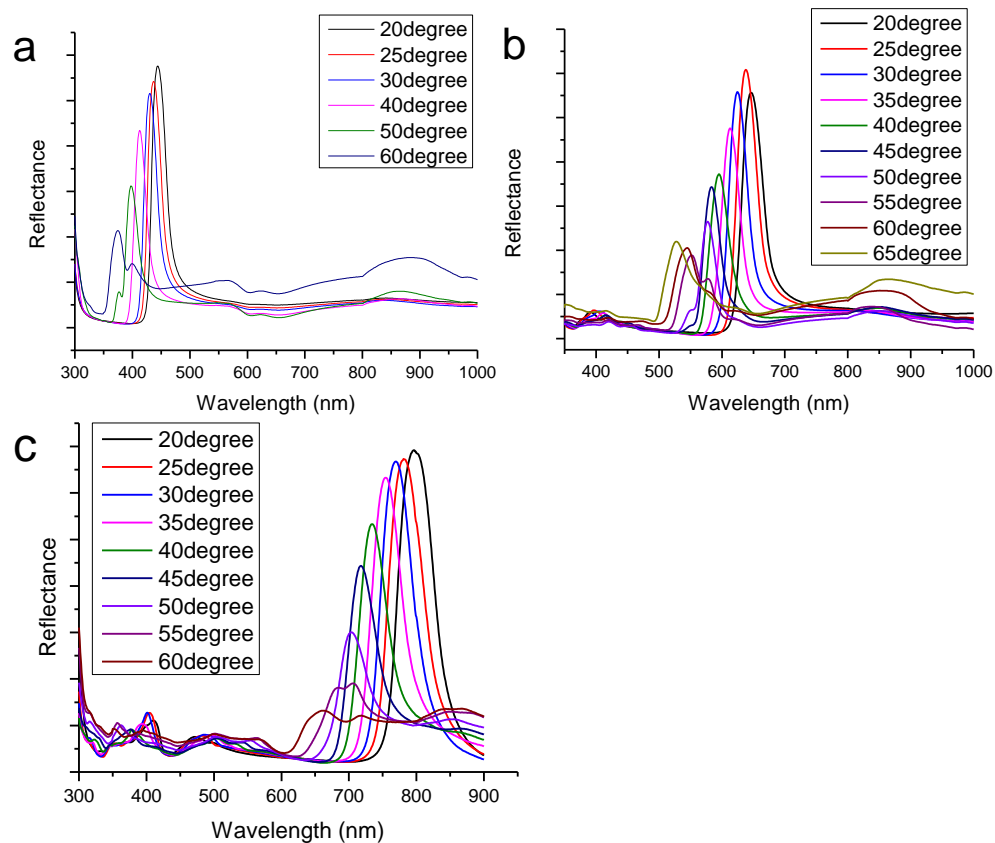 a
20degree
25degree
30degree
40degree
50degree
60degree
Reflectance
300 400 500 600 700 800 900 1000
Wavelength (nm)
b
20degree
25degree
30degree
35degree
40degree
45degree
50degree
55degree
60degree
65degree
Reflectance
400 500 600 700 800 900 1000
Wavelength (nm)
c
20degree
25degree
30degree
35degree
40degree
45degree
50degree
55degree
60degree
Reflectance
300 400 500 600 700 800 900
Wavelength (nm)